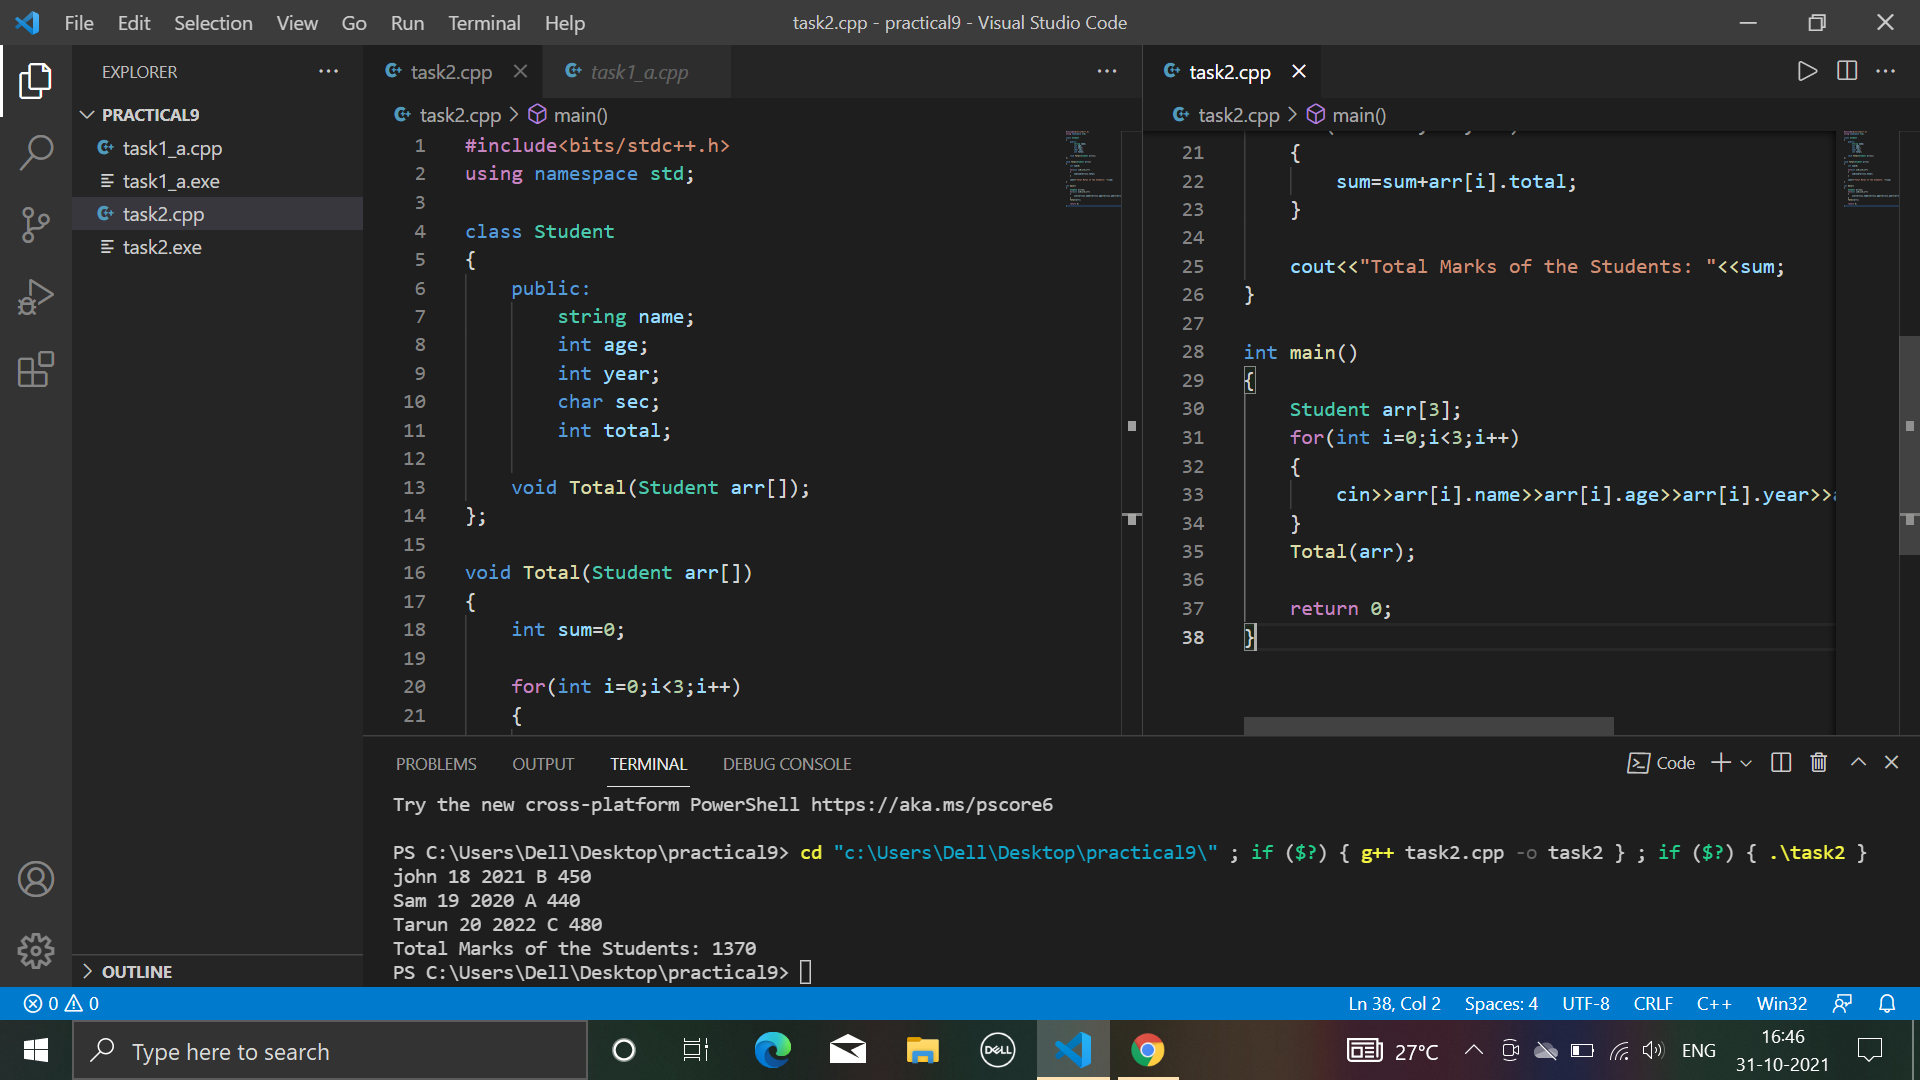 File Edit Selection View Go Run Terminal Help
task2.cpp - practical9 - Visual Studio Code
EXPLORER
PRACTICAL9
task1_a.cpp
task1_a.exe
task2.cpp
task2.exe
OUTLINE
task2.cpp task1_a.cpp
task2.cpp > main()
1 #include<bits/stdc++.h>
2 using namespace std;
3
4 class Student
5 {
6 public:
7 string name;
8 int age;
9 int year;
10 char sec;
11 int total;
12
13 void Total(Student arr[]);
14 };
15
16 void Total(Student arr[])
17 {
18 int sum=0;
19
20 for(int i=0;i<3;i++)
21 {
task2.cpp
task2.cpp > main()
21 {
22 sum=sum+arr[i].total;
23 }
24
25 cout<<"Total Marks of the Students: "<<sum;
26 }
27
28 int main()
29 {
30 Student arr[3];
31 for(int i=0;i<3;i++)
32 {
33 cin>>arr[i].name>>arr[i].age>>arr[i].year>>
34 }
35 Total(arr);
36
37 return 0;
38 }
PROBLEMS OUTPUT TERMINAL DEBUG CONSOLE
Code
Try the new cross-platform PowerShell https://aka.ms/pscore6
PS C:\Users\Dell\Desktop\practical9> cd "c:\Users\Dell\Desktop\practical9\" ; if ($?) { g++ task2.cpp -o task2 } ; if ($?) { .\task2 }
john 18 2021 B 450
Sam 19 2020 A 440
Tarun 20 2022 C 480
Total Marks of the Students: 1370
PS C:\Users\Dell\Desktop\practical9>
0 0
Ln 38, Col 2 Spaces: 4 UTF-8 CRLF C++ Win32
Type here to search
DELL
27°C
ENG
16:46
31-10-2021